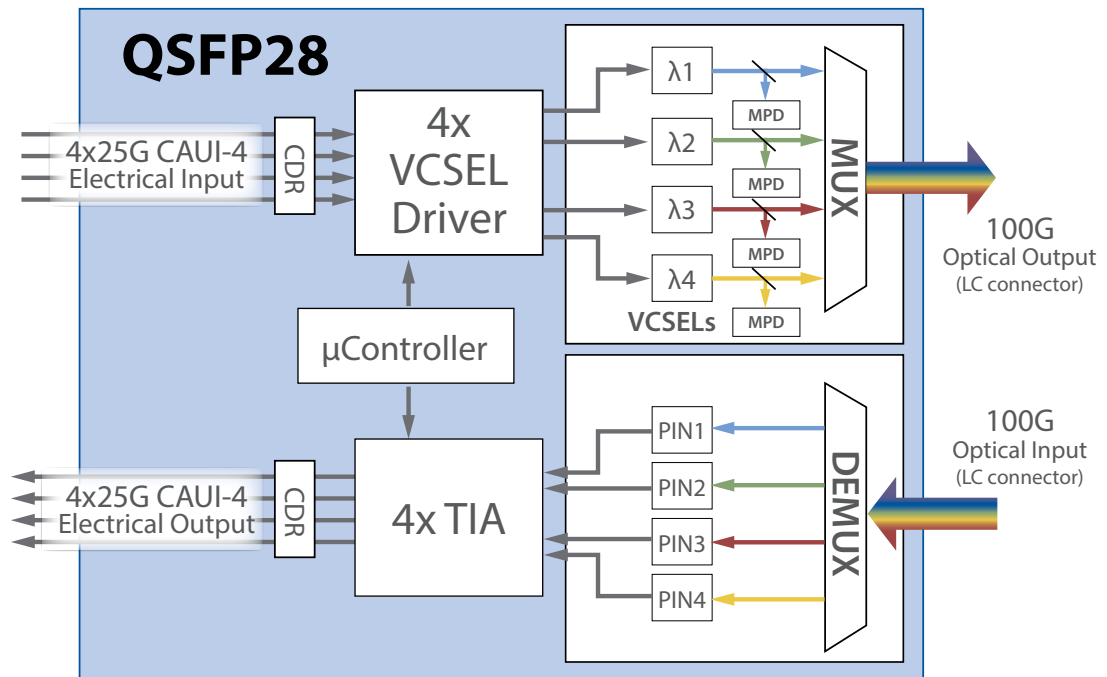 QSFP28
4x25G CAUI-4
Electrical Input
CDR
4x
VCSEL
Driver
λ1
MPD
λ2
MPD
λ3
MPD
λ4
MPD
VCSELs
MUX
100G
Optical Output
(LC connector)
μController
4x25G CAUI-4
Electrical Output
CDR
4x TIA
PIN1
PIN2
PIN3
PIN4
DEMUX
100G
Optical Input
(LC connector)